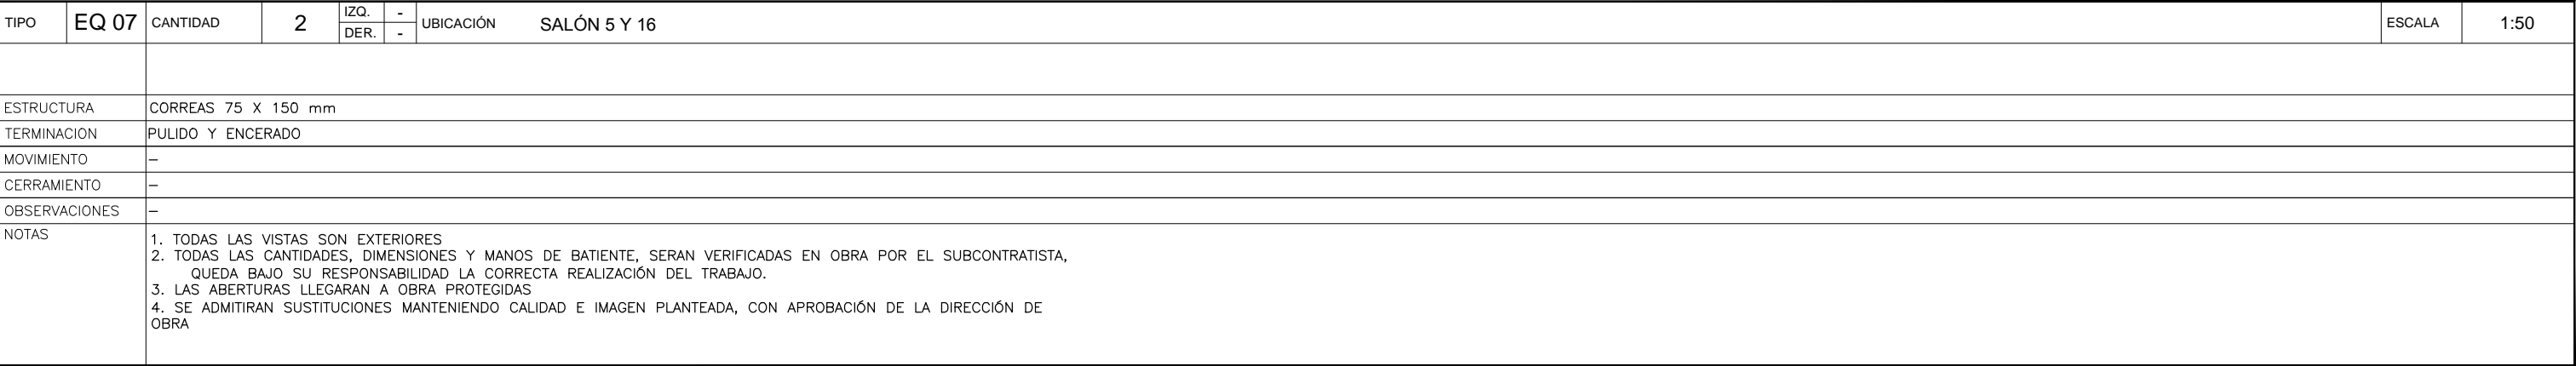 TIPO EQ 07 CANTIDAD 2 IZQ. - DER. - UBICACIÓN SALÓN 5 Y 16 ESCALA 1:50
ESTRUCTURA CORREAS 75 X 150 mm
TERMINACION PULIDO Y ENCERADO
MOVIMIENTO –
CERRAMIENTO –
OBSERVACIONES –
NOTAS
1. TODAS LAS VISTAS SON EXTERIORES
2. TODAS LAS CANTIDADES, DIMENSIONES Y MANOS DE BATIENTE, SERAN VERIFICADAS EN OBRA POR EL SUBCONTRATISTA,
QUEDA BAJO SU RESPONSABILIDAD LA CORRECTA REALIZACIÓN DEL TRABAJO.
3. LAS ABERTURAS LLEGARAN A OBRA PROTEGIDAS
4. SE ADMITIRAN SUSTITUCIONES MANTENIENDO CALIDAD E IMAGEN PLANTEADA, CON APROBACIÓN DE LA DIRECCIÓN DE
OBRA